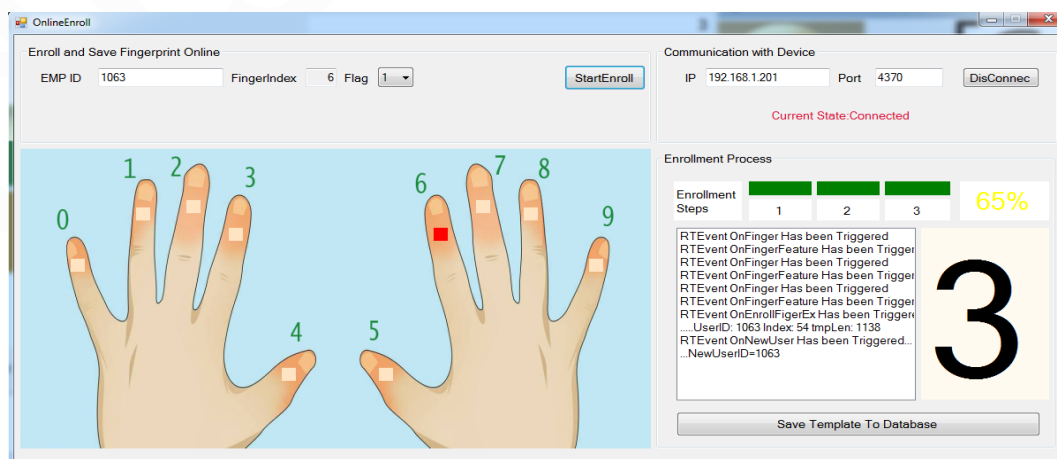 OnlineEnroll
3
Enroll and Save Fingerprint Online
EMP ID 1063 FingerIndex 6 Flag 1 StartEnroll
Communication with Device
IP 192.168.1.201 Port 4370 DisConnec
Current State:Connected
0 1 2 3 4
5 6 7 8 9
Enrollment Process
Enrollment Steps 1 2 3 65%
RTEvent OnFinger Has been Triggered
RTEvent OnFingerFeature Has been Trigger
RTEvent OnFinger Has been Triggered
RTEvent OnFingerFeature Has been Trigger
RTEvent OnFinger Has been Triggered
RTEvent OnFingerFeature Has been Trigger
RTEvent OnEnrollFigerEx Has been Triggere
.....UserID: 1063 Index: 54 tmpLen: 1138
RTEvent OnNewUser Has been Triggered...
...NewUserID=1063
3
Save Template To Database